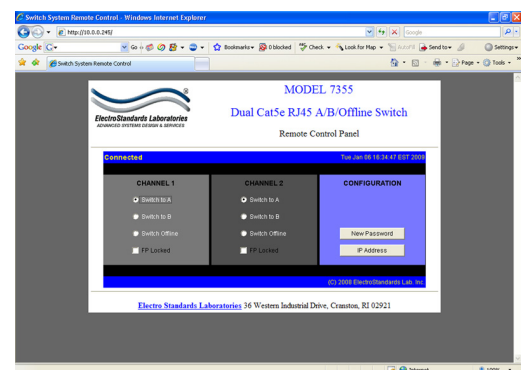 Switch System Remote Control - Windows Internet Explorer
http://10.0.0.245/
Google
Google G Go Bookmarks 0 blocked Check Look for Map AutoFill Send to Settings
Switch System Remote Control
Page Tools
MODEL 7355
Dual Cat5e RJ45 A/B/Offline Switch
Remote Control Panel
ElectroStandards Laboratories
ADVANCED SYSTEMS DESIGN & SERVICES
Connected Tue Jan 06 16:34:47 EST 2009
CHANNEL 1 CHANNEL 2 CONFIGURATION
Switch to A Switch to A
Switch to B Switch to B
Switch Offline Switch Offline New Password
FP Locked FP Locked IP Address
(C) 2008 ElectroStandards Lab. Inc.
Electro Standards Laboratories 36 Western Industrial Drive, Cranston, RI 02921
Internet 100%